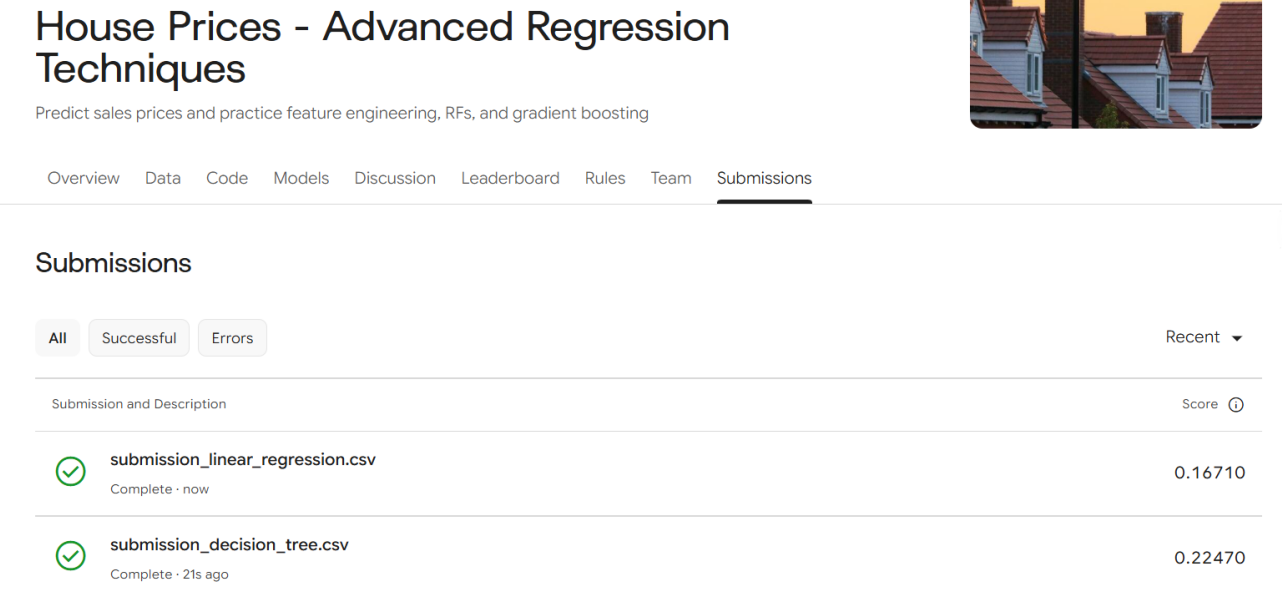 House Prices - Advanced Regression
Techniques
Predict sales prices and practice feature engineering, RFs, and gradient boosting
Overview Data Code Models Discussion Leaderboard Rules Team Submissions
Submissions
All Successful Errors Recent
Submission and Description Score
submission_linear_regression.csv
Complete · now
0.16710
submission_decision_tree.csv
Complete · 21s ago
0.22470